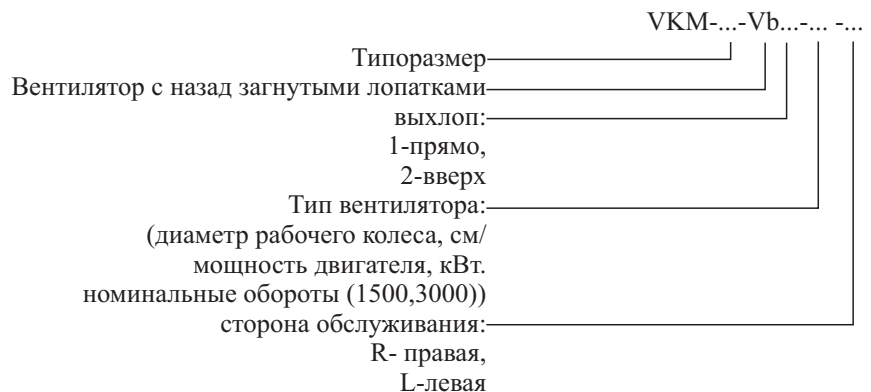 VKM-...-Vb...-... -...
Типоразмер
Вентилятор с назад загнутыми лопатками
выхлоп:
1-прямо,
2-вверх
Тип вентилятора:
(диаметр рабочего колеса, см/
мощность двигателя, кВт.
номинальные обороты (1500,3000))
сторона обслуживания:
R- правая,
L-левая